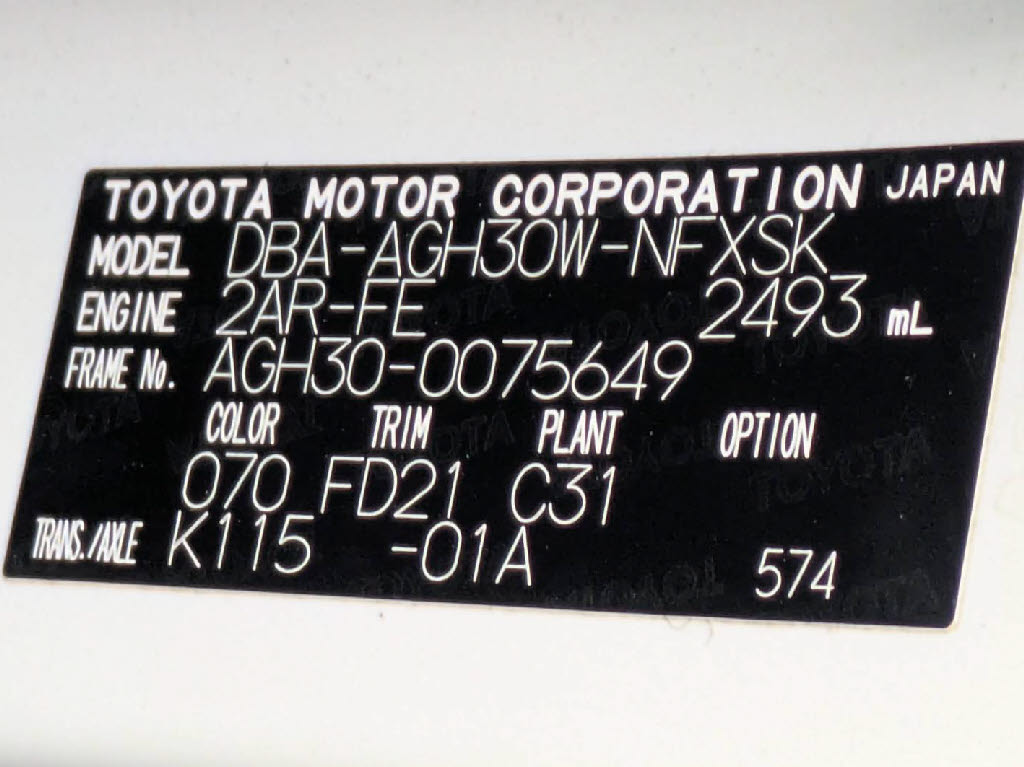 TOYOTA MOTOR CORPORATION JAPAN
MODEL DBA-AGH30W-NFXSK
ENGINE 2AR-FE 2493 mL
FRAME No. AGH30-0075649
COLOR TRIM PLANT OPTION
070 FD21 C31
TRANS./AXLE K115 -01A 574